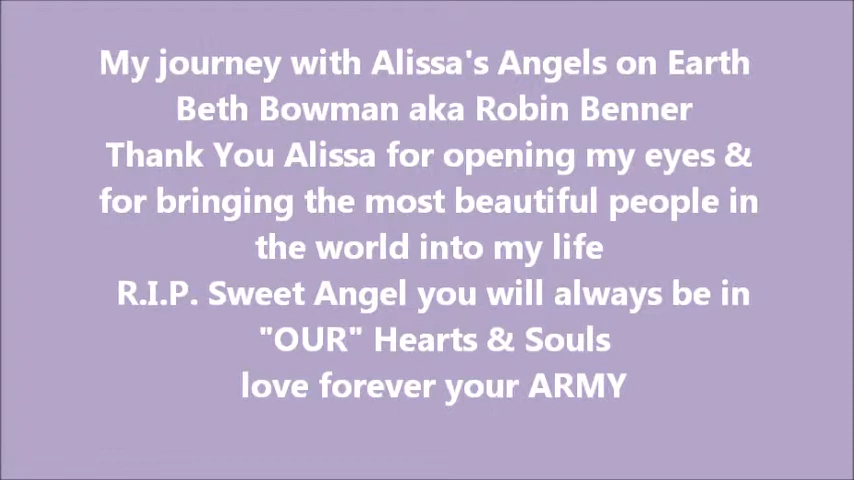 My journey with Alissa's Angels on Earth
Beth Bowman aka Robin Benner
Thank You Alissa for opening my eyes &
for bringing the most beautiful people in
the world into my life
R.I.P. Sweet Angel you will always be in
"OUR" Hearts & Souls
love forever your ARMY